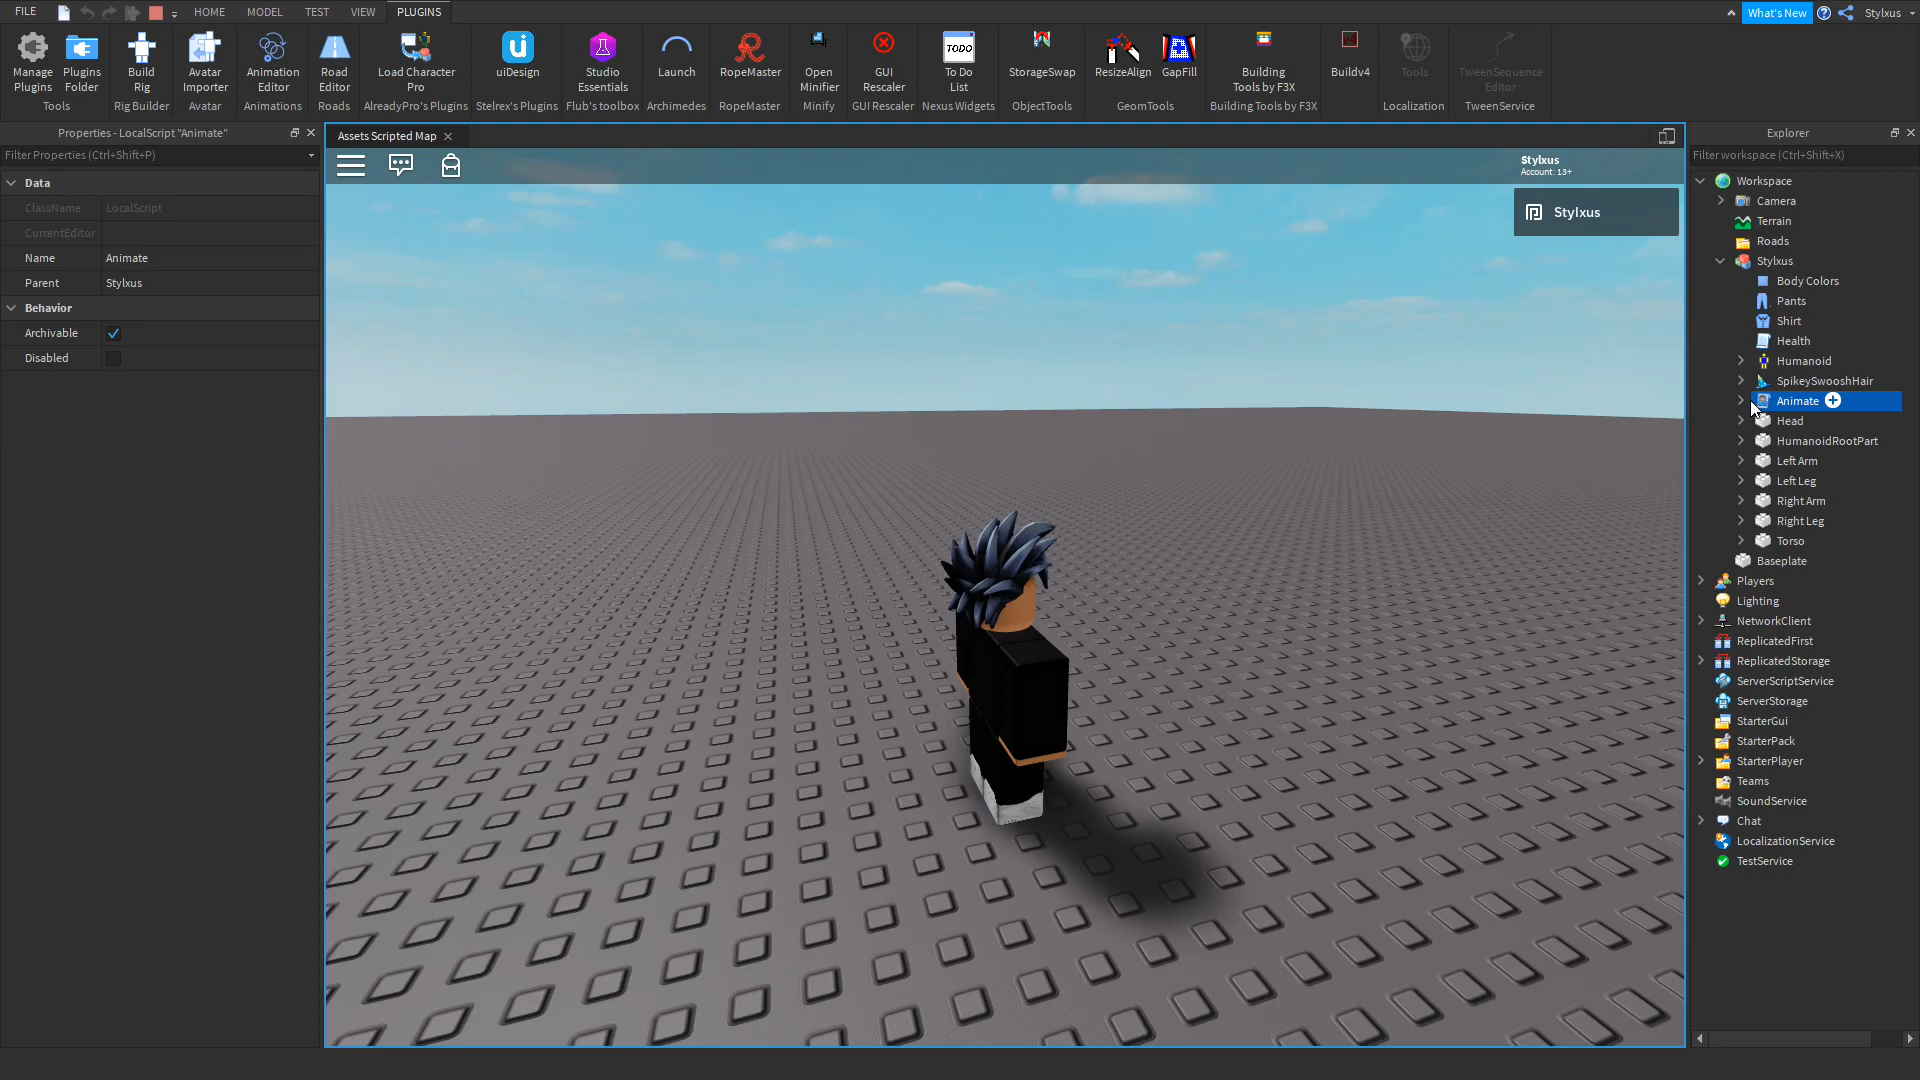 FILE
HOME
MODEL
TEST
VIEW
PLUGINS
What's New
Stylxus
Manage Plugins
Plugins Folder
Tools
Build Rig
Rig Builder
Avatar Importer
Avatar
Animation Editor
Animations
Road Editor
Roads
Load Character Pro
AlreadyPro's Plugins
uiDesign
Stelrex's Plugins
Studio Essentials
Flub's toolbox
Launch
Archimedes
RopeMaster
RopeMaster
Open Minifier
Minify
GUI Rescaler
GUI Rescaler
TODO
To Do List
Nexus Widgets
StorageSwap
ObjectTools
ResizeAlign
GapFill
GeomTools
Building Tools by F3X
Building Tools by F3X
Buildv4
Tools
Localization
TweenSequence Editor
TweenService
Properties - LocalScript "Animate"
Filter Properties (Ctrl+Shift+P)
Data
ClassName LocalScript
CurrentEditor
Name Animate
Parent Stylxus
Behavior
Archivable
Disabled
Assets Scripted Map
Stylxus
Account: 13+
Stylxus
Explorer
Filter workspace (Ctrl+Shift+X)
Workspace
Camera
Terrain
Roads
Stylxus
Body Colors
Pants
Shirt
Health
Humanoid
SpikeySwooshHair
Animate
Head
HumanoidRootPart
Left Arm
Left Leg
Right Arm
Right Leg
Torso
Baseplate
Players
Lighting
NetworkClient
ReplicatedFirst
ReplicatedStorage
ServerScriptService
ServerStorage
StarterGui
StarterPack
StarterPlayer
Teams
SoundService
Chat
LocalizationService
TestService